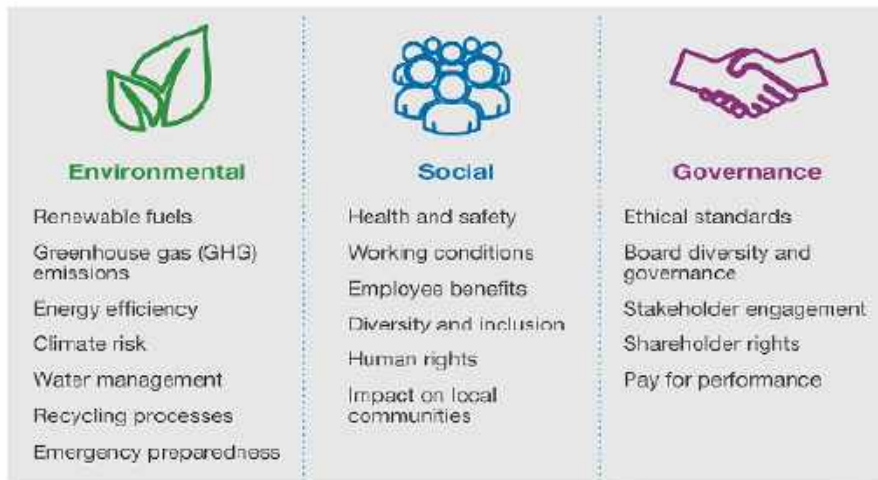 Environmental
Renewable fuels
Greenhouse gas (GHG)
emissions
Energy efficiency
Climate risk
Water management
Recycling processes
Emergency preparedness
Social
Health and safety
Working conditions
Employee benefits
Diversity and inclusion
Human rights
Impact on local
communities
Governance
Ethical standards
Board diversity and
governance
Stakeholder engagement
Shareholder rights
Pay for performance